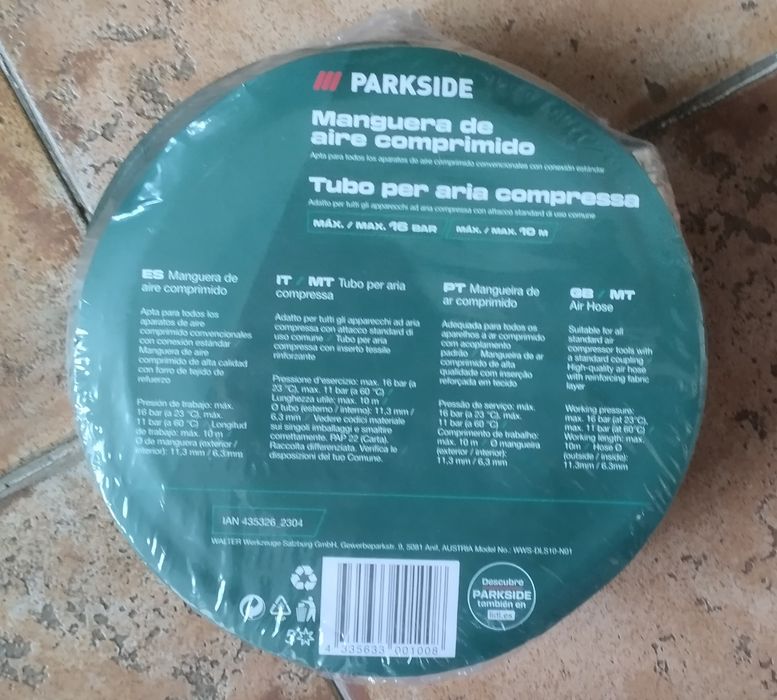 PARKSIDE
Manguera de
aire comprimido
Apta para todos los aparatos de aire comprimido convencionales con conexión estándar
Tubo per aria compressa
Adatto per tutti gli apparecchi ad aria compressa con attacco standard di uso comune
MÁX. / MAX. 16 BAR
MÁX. / MAX. 10 M
ES Manguera de
aire comprimido
Apta para todos los
aparatos de aire
comprimido convencionales
con conexión estándar
Manguera de aire
comprimido de alta calidad
con forro de tejido de
refuerzo
Presión de trabajo: máx.
16 bar (a 23 °C), máx.
11 bar (a 60 °C) / Longitud
de trabajo: máx. 10 m
Ø de manguera (exterior /
interior): 11,3 mm / 6,3mm
IT / MT Tubo per aria
compressa
Adatto per tutti gli apparecchi ad aria
compressa con attacco standard di
uso comune / Tubo per aria
compressa con inserto tessile
rinforzante
Pressione d'esercizio: max. 16 bar (a
23 °C), max. 11 bar (a 60 °C) /
Lunghezza utile: max. 10 m /
Ø tubo (esterno / interno): 11,3 mm /
6,3 mm / Vedere codici materiale
sui singoli imballaggi e smaltire
correttamente. PAP 22 (Carta).
Raccolta differenziata. Verifica le
disposizioni del tuo Comune.
PT Mangueira de
ar comprimido
Adequada para todos os
aparelhos a ar comprimido
com acoplamento
padrão / Mangueira de ar
comprimido de alta
qualidade com inserção
reforçada em tecido
Pressão de serviço: máx.
16 bar (a 23 °C), máx.
11 bar (a 60 °C) /
Comprimento de trabalho:
máx. 10 m / Ø mangueira
(exterior / interior):
11,3 mm / 6,3 mm
GB / MT
Air Hose
Suitable for all
standard air
compressor tools with
a standard coupling /
High-quality air hose
with reinforcing fabric
layer
Working pressure:
max. 16 bar (at 23°C),
max. 11 bar (at 60°C)
Working length: max.
10m / Hose Ø
(outside / inside):
11.3mm / 6.3mm
IAN 435326_2304
WALTER Werkzeuge Salzburg GmbH, Gewerbeparkstr. 9, 5081 Anif, AUSTRIA Model No.: WWS-DLS10-N01
Descubre
PARKSIDE
también en
lidl.es
4 335633 001008